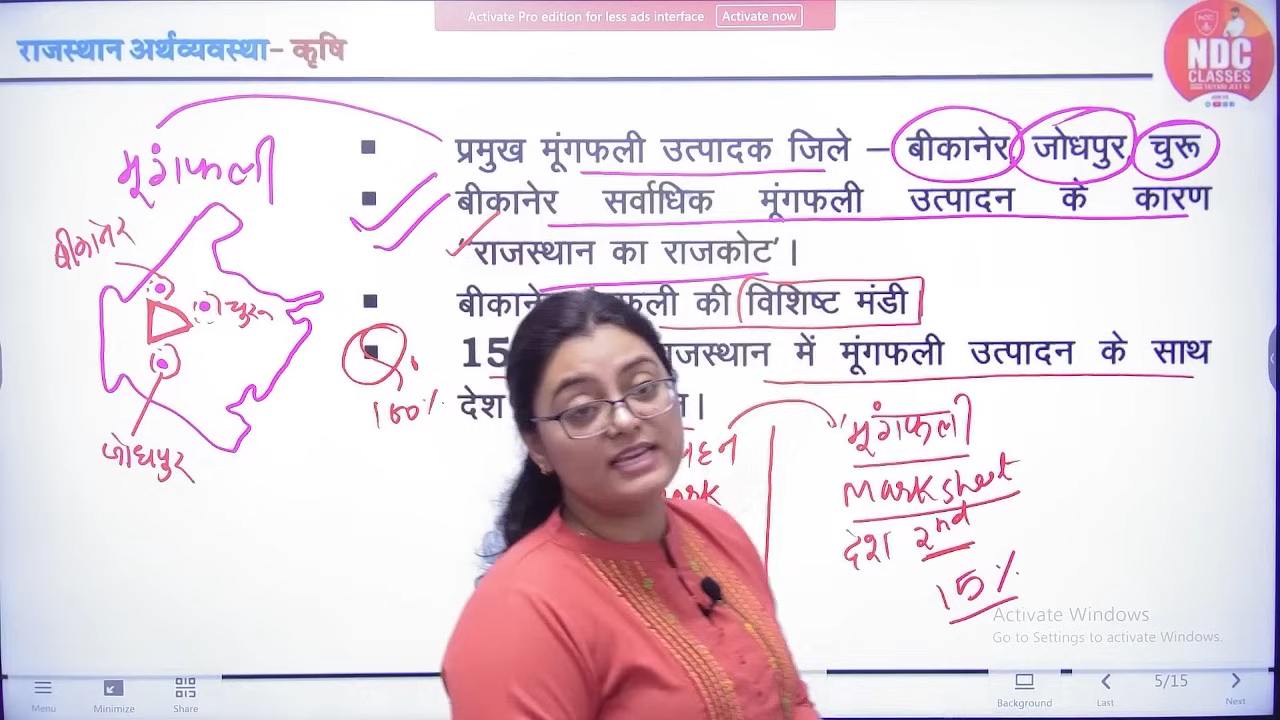 Activate Pro edition for less ads interface Activate now
राजस्थान अर्थव्यवस्था- कृषि
NDC
CLASSES
मूंगफली
बीकानेर
चुरू
जोधपुर
प्रमुख मूंगफली उत्पादक जिले – बीकानेर, जोधपुर, चुरू
बीकानेर सर्वाधिक मूंगफली उत्पादन के कारण
"राजस्थान का राजकोट'।
बीकाने की विशिष्ट मंडी
15 में मूंगफली उत्पादन के साथ
देश
Q.
100%
मूंगफली
Marksheet
देश 2nd
15%
Activate Windows
Go to Settings to activate Windows.
Menu Minimize Share Background Last 5/15 Next